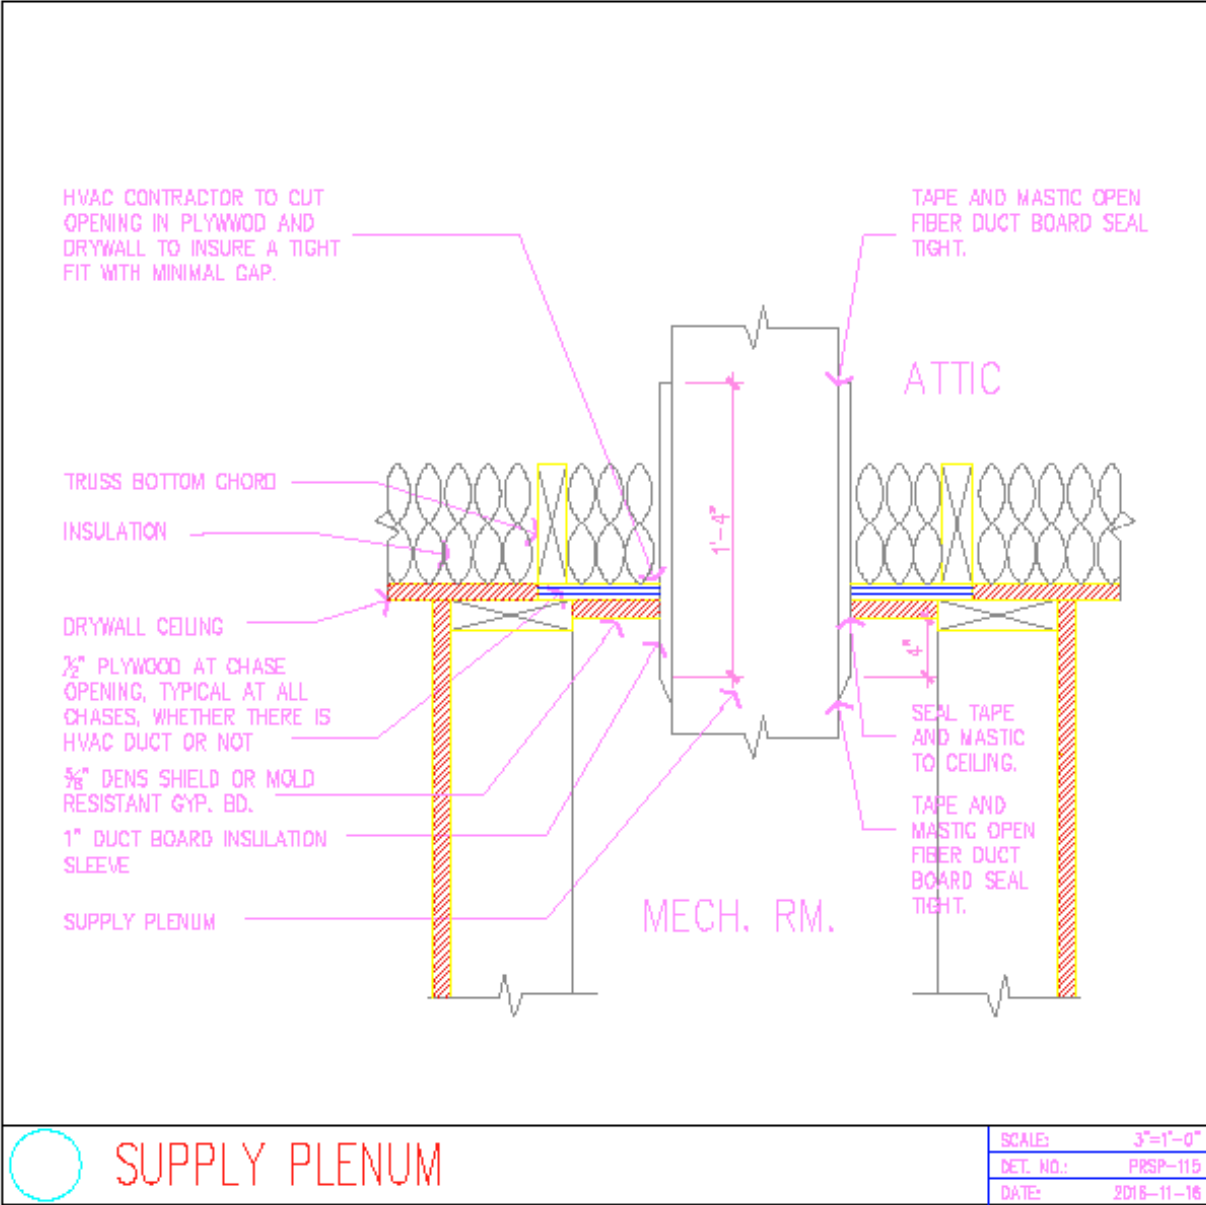 HVAC CONTRACTOR TO CUT
OPENING IN PLYWWOD AND
DRYWALL TO INSURE A TIGHT
FIT WITH MINIMAL GAP.
TAPE AND MASTIC OPEN
FIBER DUCT BOARD SEAL
TIGHT.
ATTIC
1'-4"
TRUSS BOTTOM CHORD
INSULATION
DRYWALL CEILING
½" PLYWOOD AT CHASE
OPENING, TYPICAL AT ALL
CHASES, WHETHER THERE IS
HVAC DUCT OR NOT
⅝" DENS SHIELD OR MOLD
RESISTANT GYP. BD.
1" DUCT BOARD INSULATION
SLEEVE
SUPPLY PLENUM
4"
SEAL TAPE
AND MASTIC
TO CEILING.
TAPE AND
MASTIC OPEN
FIBER DUCT
BOARD SEAL
TIGHT.
MECH. RM.
SUPPLY PLENUM
SCALE: 3"=1'-0"
DET. NO.: PRSP-115
DATE: